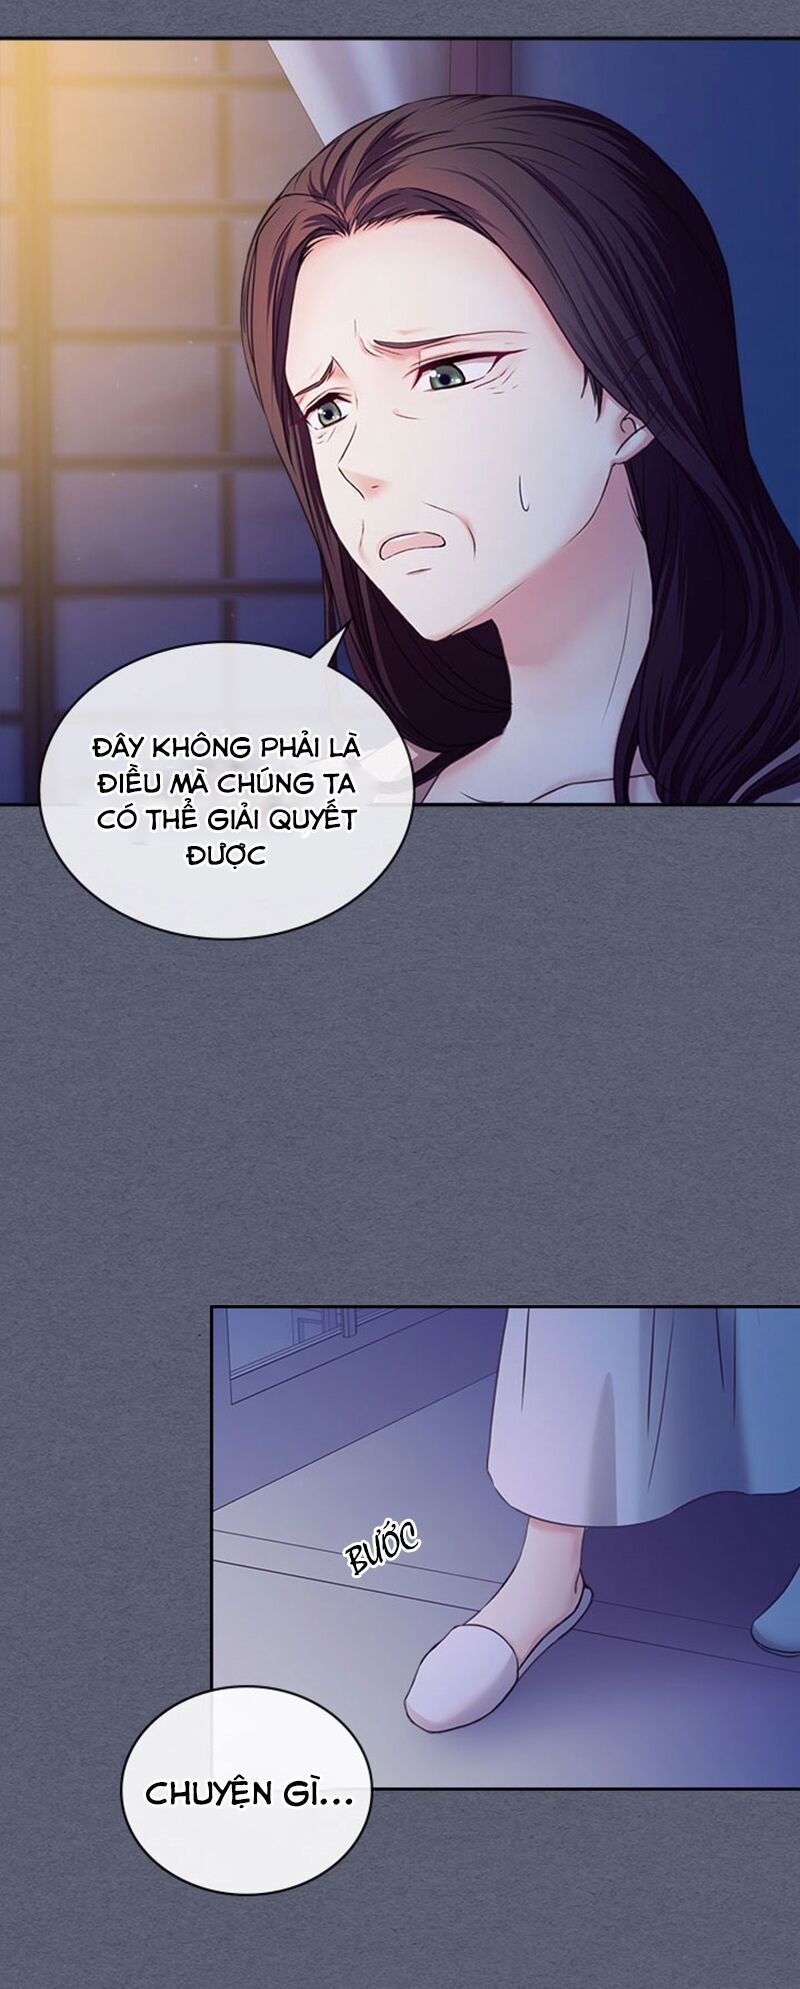 ĐÂY KHÔNG PHẢI LÀ
ĐIỀU MÀ CHÚNG TA
CÓ THỂ GIẢI QUYẾT
ĐƯỢC
BƯỚC
CHUYỆN GÌ...